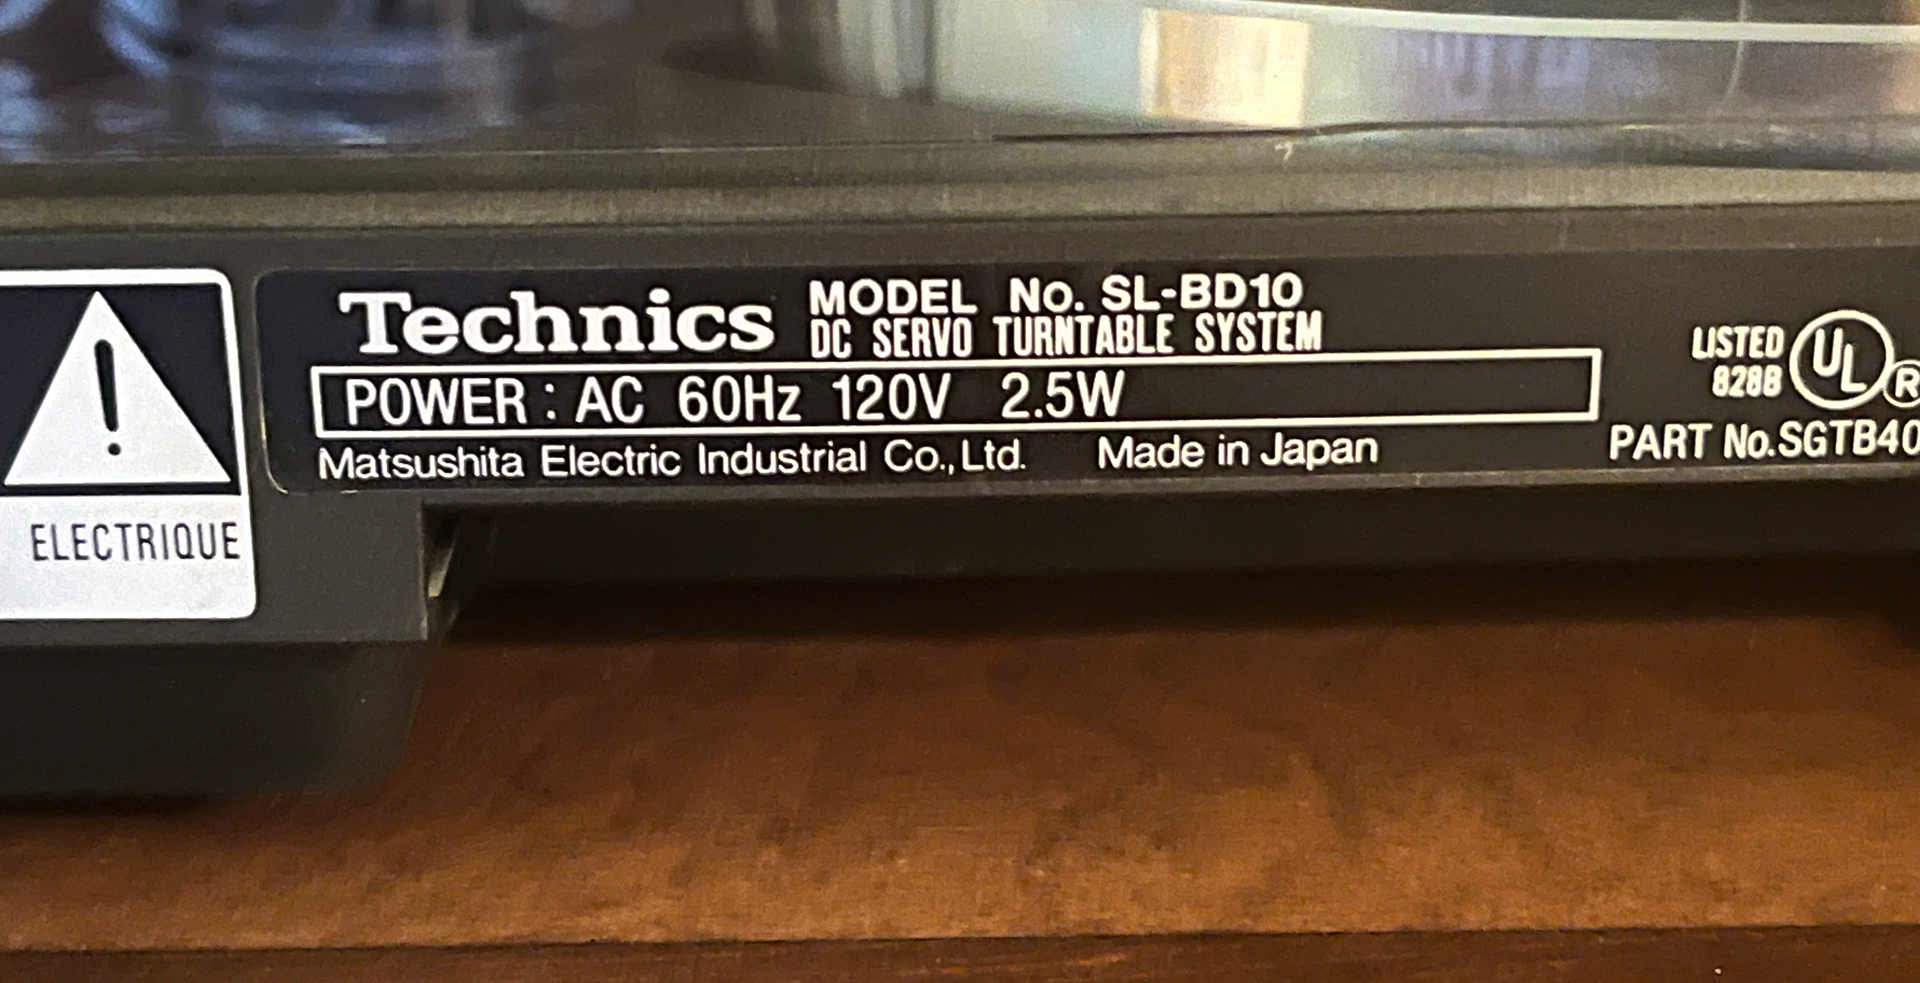 ELECTRIQUE
Technics
MODEL No. SL-BD10
DC SERVO TURNTABLE SYSTEM
POWER : AC 60Hz 120V 2.5W
Matsushita Electric Industrial Co., Ltd. Made in Japan
LISTED UL ®
828B
PART No.SGTB40